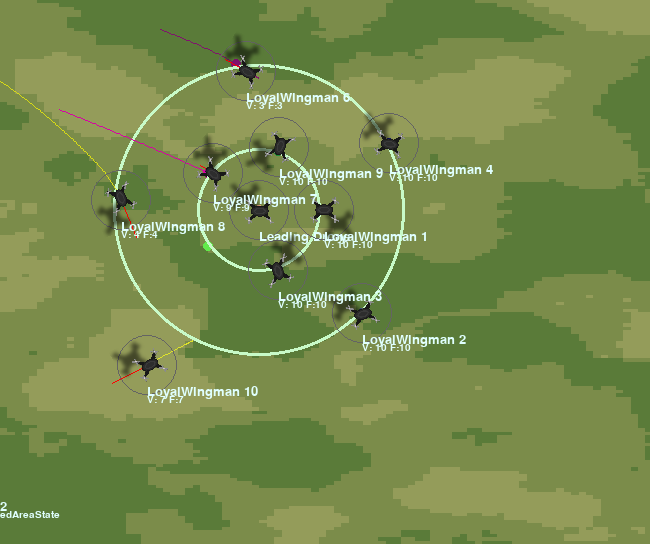 LoyalWingman 6
V: 3 F:3
LoyalWingman 4
V: 10 F:10
LoyalWingman 9
V: 10 F:10
LoyalWingman 7
V: 9 F:9
LoyalWingman 8
V: 4 F:4
LoyalWingman 1
V: 10 F:10
LoyalWingman 3
V: 10 F:10
LoyalWingman 2
V: 10 F:10
LoyalWingman 10
V: 7 F:7
2
edAreaState